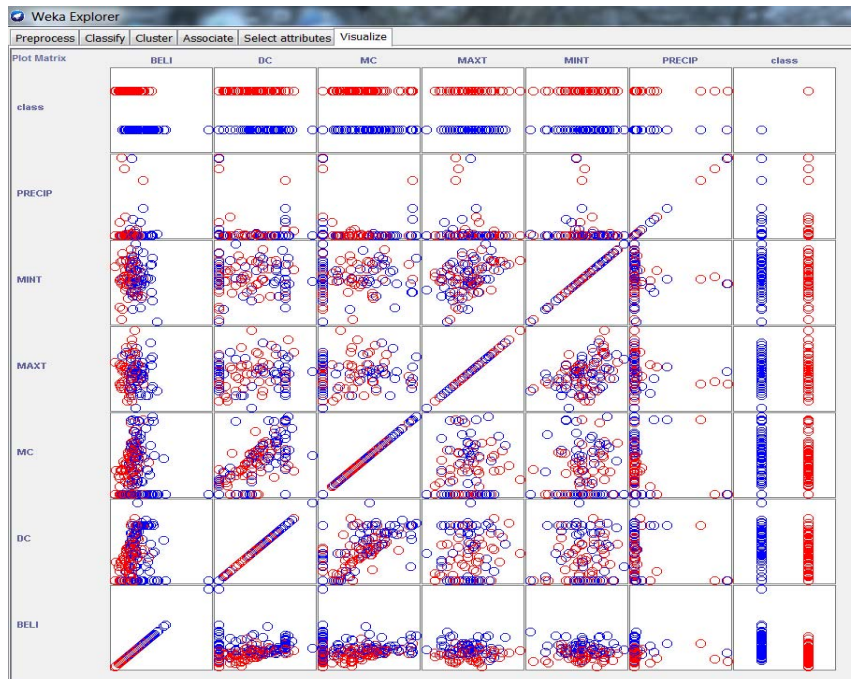 Weka Explorer
Preprocess Classify Cluster Associate Select attributes Visualize
Plot Matrix BELI DC MC MAXT MINT PRECIP class
class
PRECIP
MINT
MAXT
MC
DC
BELI